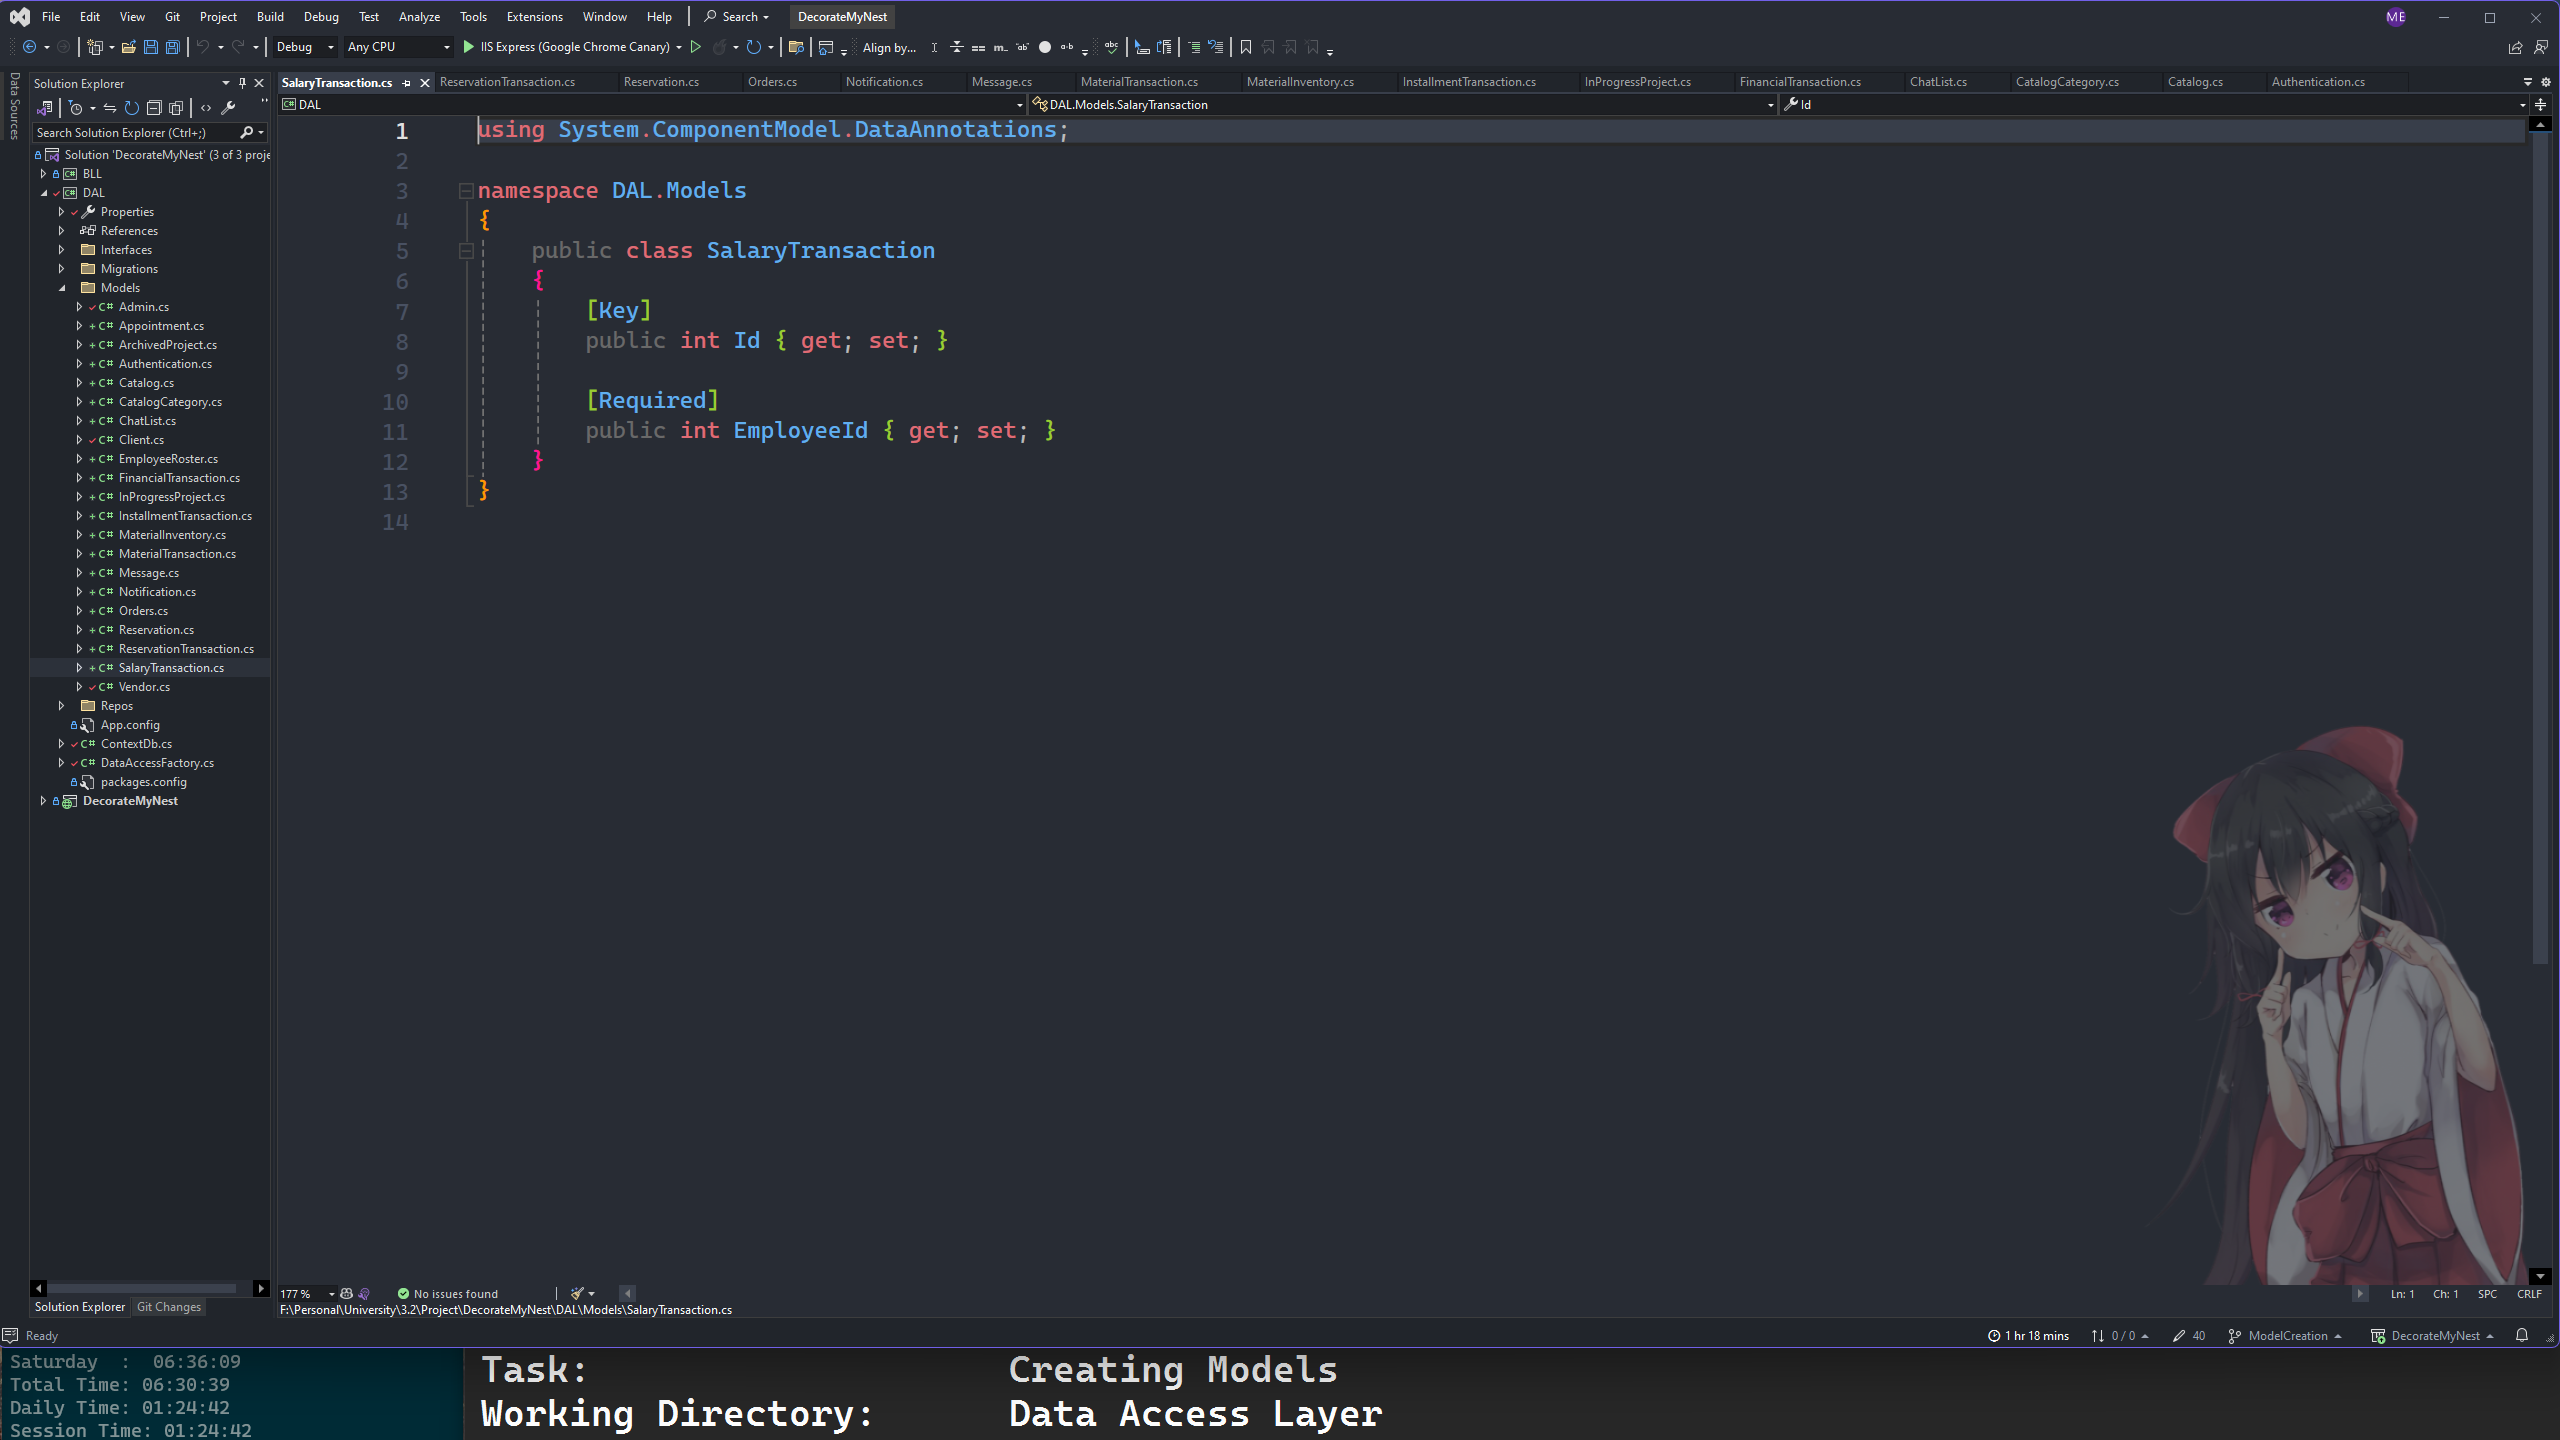 File Edit View Git Project Build Debug Test Analyze Tools Extensions Window Help Search DecorateMyNest ME
Debug Any CPU IIS Express (Google Chrome Canary) Align by...
Data Sources
Solution Explorer
Search Solution Explorer (Ctrl+;)
Solution 'DecorateMyNest' (3 of 3 proje
BLL
DAL
Properties
References
Interfaces
Migrations
Models
C# Admin.cs
C# Appointment.cs
C# ArchivedProject.cs
C# Authentication.cs
C# Catalog.cs
C# CatalogCategory.cs
C# ChatList.cs
C# Client.cs
C# EmployeeRoster.cs
C# FinancialTransaction.cs
C# InProgressProject.cs
C# InstallmentTransaction.cs
C# MaterialInventory.cs
C# MaterialTransaction.cs
C# Message.cs
C# Notification.cs
C# Orders.cs
C# Reservation.cs
C# ReservationTransaction.cs
C# SalaryTransaction.cs
C# Vendor.cs
Repos
App.config
C# ContextDb.cs
C# DataAccessFactory.cs
packages.config
DecorateMyNest
Solution Explorer Git Changes
SalaryTransaction.cs ReservationTransaction.cs Reservation.cs Orders.cs Notification.cs Message.cs MaterialTransaction.cs MaterialInventory.cs InstallmentTransaction.cs InProgressProject.cs FinancialTransaction.cs ChatList.cs CatalogCategory.cs Catalog.cs Authentication.cs
C# DAL DAL.Models.SalaryTransaction Id
1 using System.ComponentModel.DataAnnotations;
2
3 namespace DAL.Models
4 {
5 public class SalaryTransaction
6 {
7 [Key]
8 public int Id { get; set; }
9
10 [Required]
11 public int EmployeeId { get; set; }
12 }
13 }
14
177 % No issues found Ln: 1 Ch: 1 SPC CRLF
F:\Personal\University\3.2\Project\DecorateMyNest\DAL\Models\SalaryTransaction.cs
Ready 1 hr 18 mins 0 / 0 40 ModelCreation DecorateMyNest
Saturday : 06:36:09
Total Time: 06:30:39
Daily Time: 01:24:42
Session Time: 01:24:42
Task: Creating Models
Working Directory: Data Access Layer